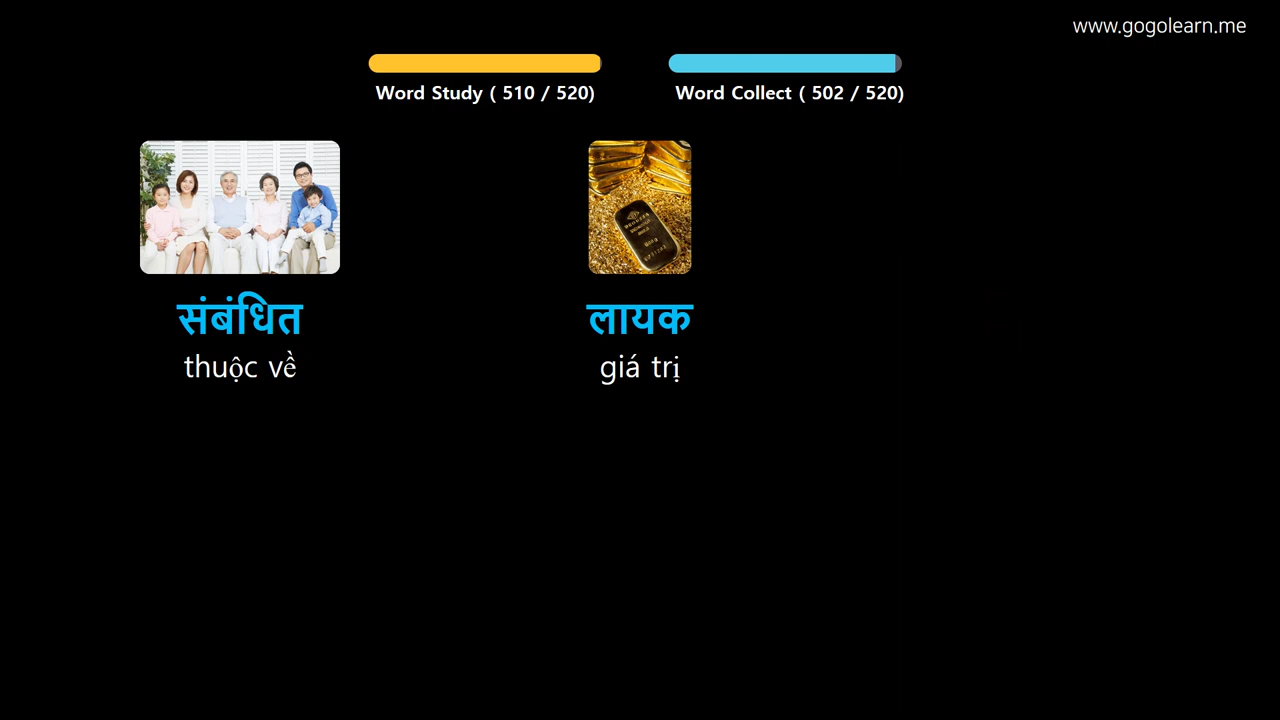 www.gogolearn.me
Word Study ( 510 / 520)
Word Collect ( 502 / 520)
संबंधित
thuộc về
लायक
giá trị